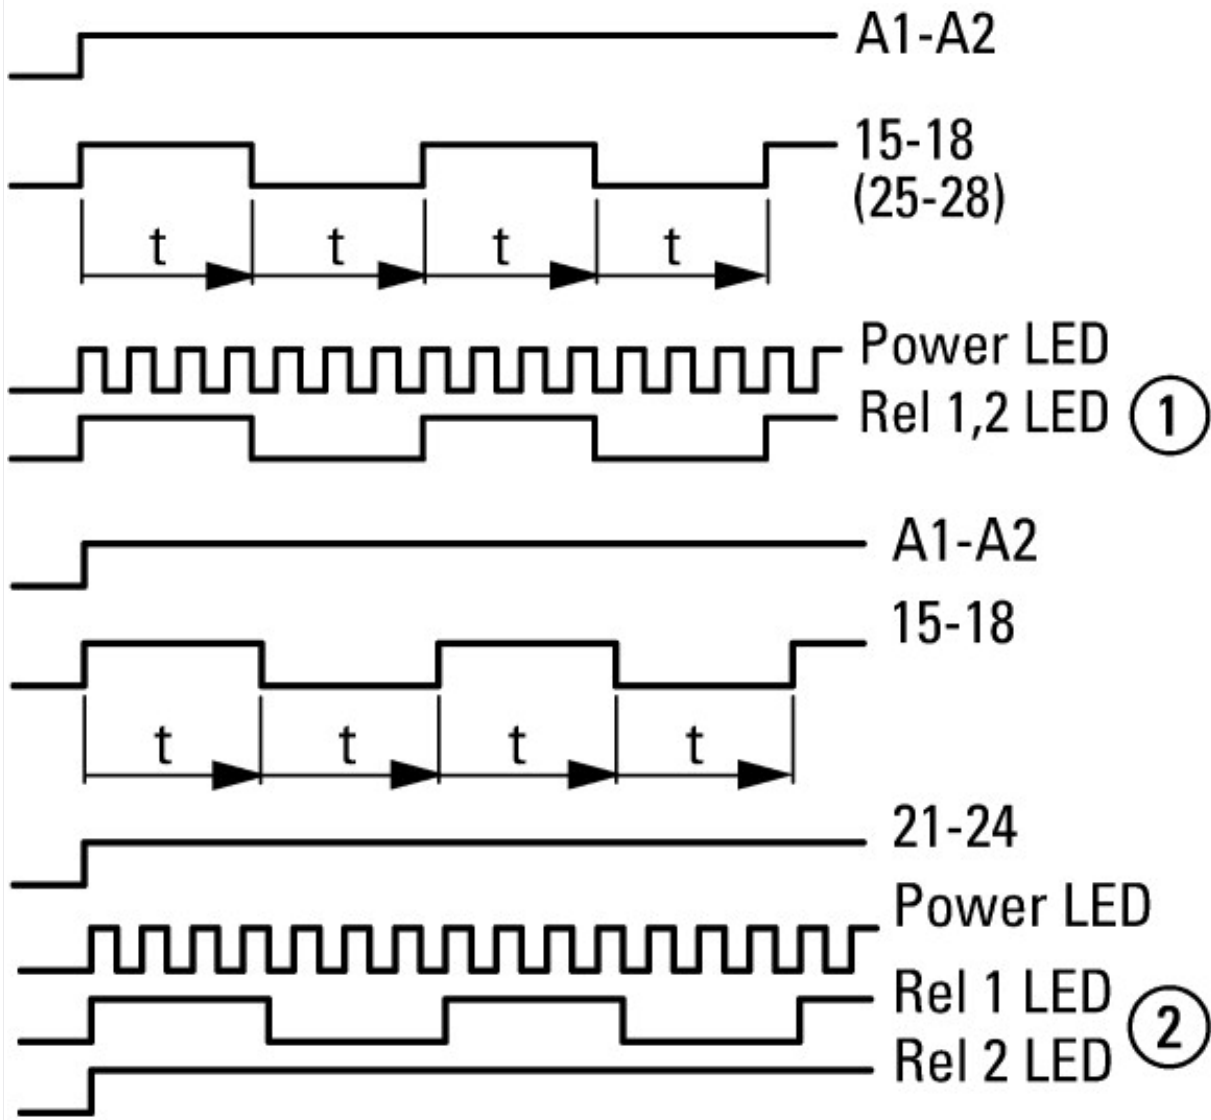 A1-A2
15-18
(25-28)
t t t t
Power LED
Rel 1,2 LED 1
A1-A2
15-18
t t t t
21-24
Power LED
Rel 1 LED
2
Rel 2 LED